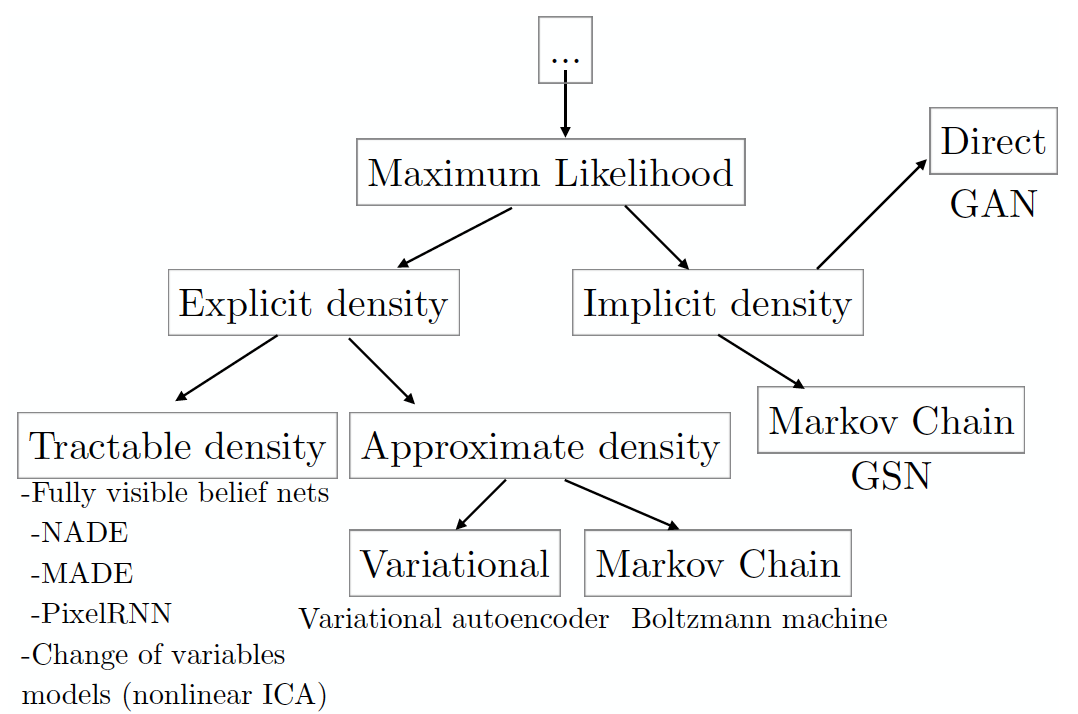 ...
Maximum Likelihood
Direct
GAN
Explicit density
Implicit density
Markov Chain
GSN
Tractable density
-Fully visible belief nets
-NADE
-MADE
-PixelRNN
-Change of variables
models (nonlinear ICA)
Approximate density
Variational
Variational autoencoder
Markov Chain
Boltzmann machine